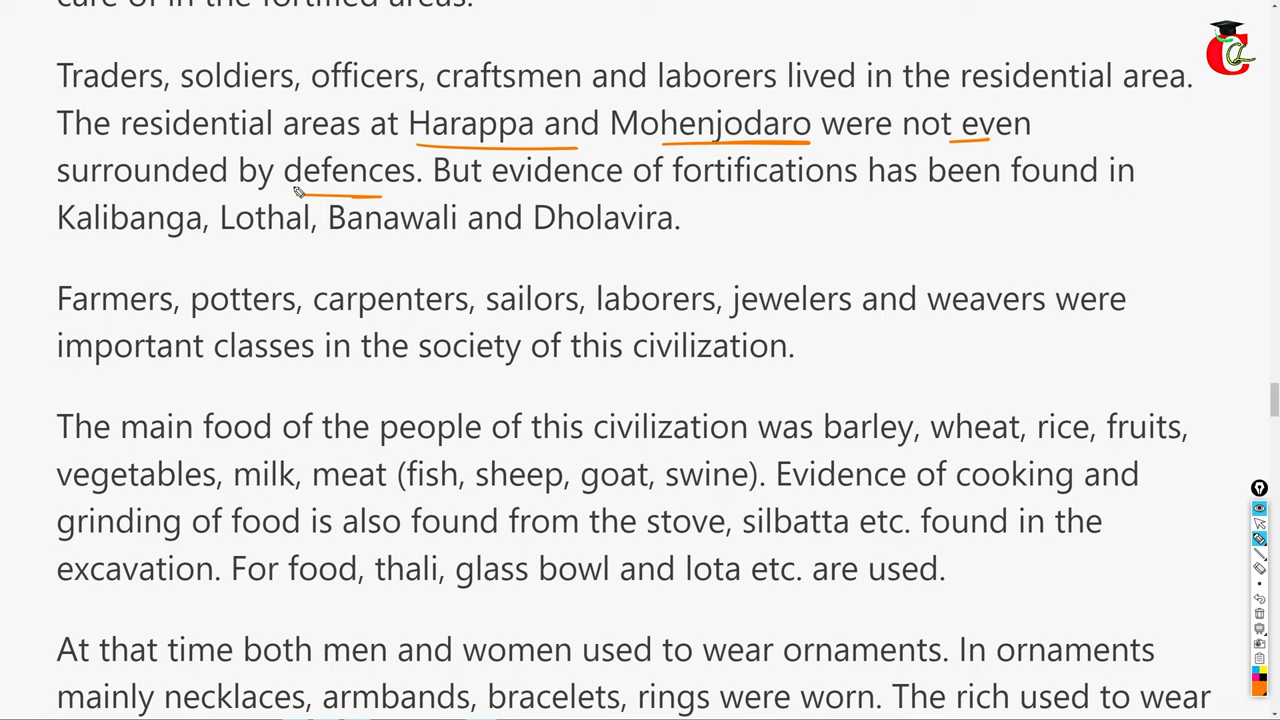 care of in the fortified areas.
Traders, soldiers, officers, craftsmen and laborers lived in the residential area.
The residential areas at Harappa and Mohenjodaro were not even
surrounded by defences. But evidence of fortifications has been found in
Kalibanga, Lothal, Banawali and Dholavira.
Farmers, potters, carpenters, sailors, laborers, jewelers and weavers were
important classes in the society of this civilization.
The main food of the people of this civilization was barley, wheat, rice, fruits,
vegetables, milk, meat (fish, sheep, goat, swine). Evidence of cooking and
grinding of food is also found from the stove, silbatta etc. found in the
excavation. For food, thali, glass bowl and lota etc. are used.
At that time both men and women used to wear ornaments. In ornaments
mainly necklaces, armbands, bracelets, rings were worn. The rich used to wear